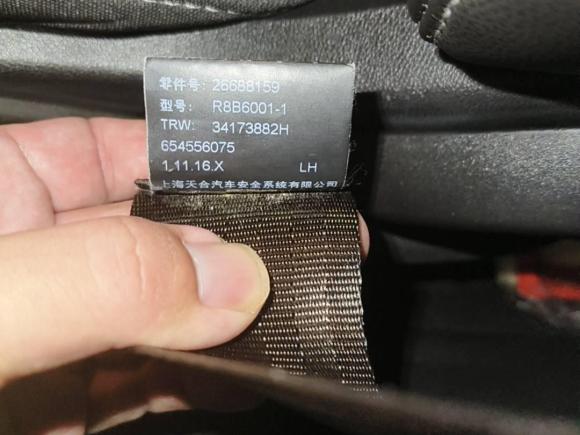 零件号: 26688159
型号: R8B6001-1
TRW: 34173882H
654556075
1.11.16.X LH
上海天合汽车安全系统有限公司